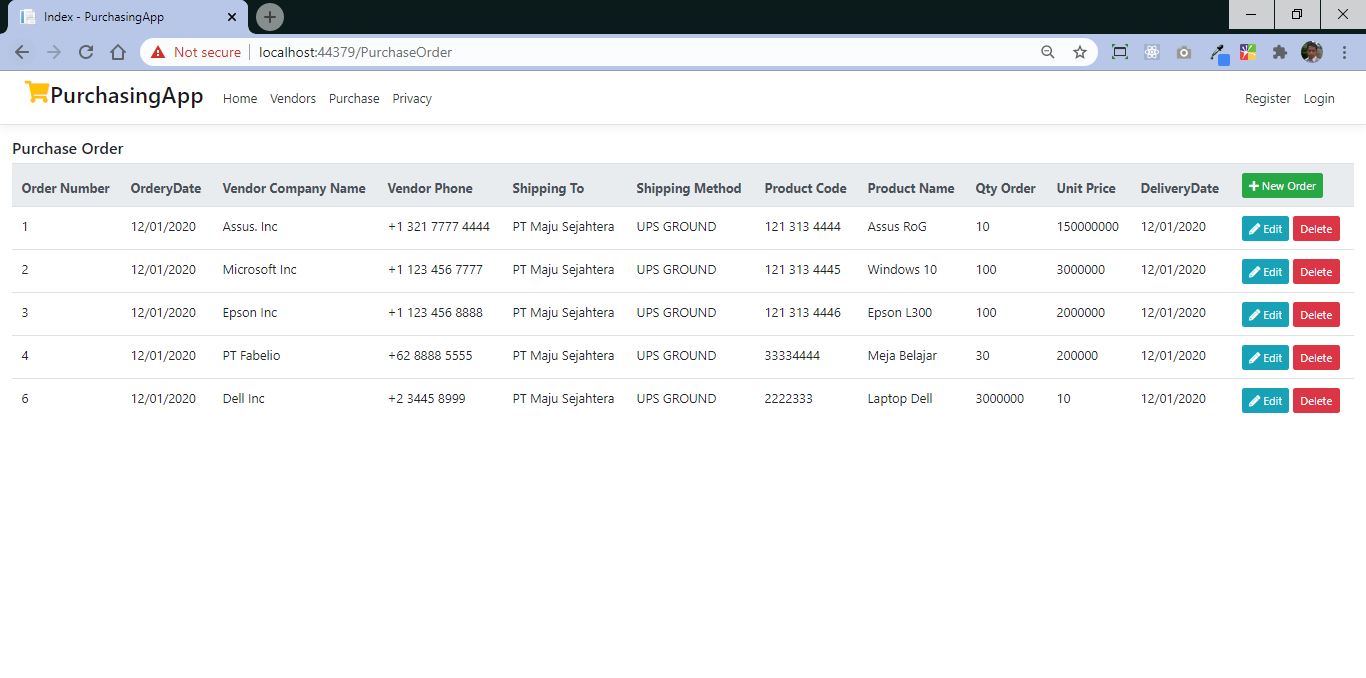 Index - PurchasingApp
Not secure localhost:44379/PurchaseOrder
PurchasingApp Home Vendors Purchase Privacy Register Login
Purchase Order
Order Number OrderyDate Vendor Company Name Vendor Phone Shipping To Shipping Method Product Code Product Name Qty Order Unit Price DeliveryDate New Order
1 12/01/2020 Assus. Inc +1 321 7777 4444 PT Maju Sejahtera UPS GROUND 121 313 4444 Assus RoG 10 150000000 12/01/2020 Edit Delete
2 12/01/2020 Microsoft Inc +1 123 456 7777 PT Maju Sejahtera UPS GROUND 121 313 4445 Windows 10 100 3000000 12/01/2020 Edit Delete
3 12/01/2020 Epson Inc +1 123 456 8888 PT Maju Sejahtera UPS GROUND 121 313 4446 Epson L300 100 2000000 12/01/2020 Edit Delete
4 12/01/2020 PT Fabelio +62 8888 5555 PT Maju Sejahtera UPS GROUND 33334444 Meja Belajar 30 200000 12/01/2020 Edit Delete
6 12/01/2020 Dell Inc +2 3445 8999 PT Maju Sejahtera UPS GROUND 2222333 Laptop Dell 3000000 10 12/01/2020 Edit Delete